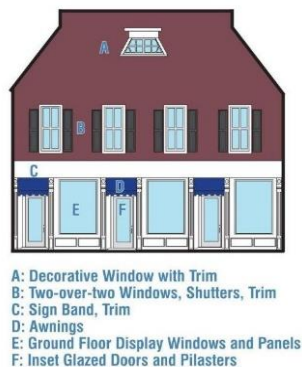 A
B
C
D
E
F
A: Decorative Window with Trim
B: Two-over-two Windows, Shutters, Trim
C: Sign Band, Trim
D: Awnings
E: Ground Floor Display Windows and Panels
F: Inset Glazed Doors and Pilasters